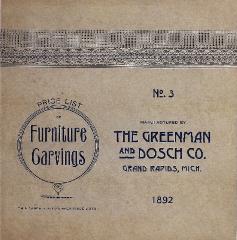 No. 3
PRICE LIST
OF
Furniture
Carvings
MANUFACTURED BY
THE GREENMAN
AND DOSCH CO.
GRAND RAPIDS, MICH.
1892